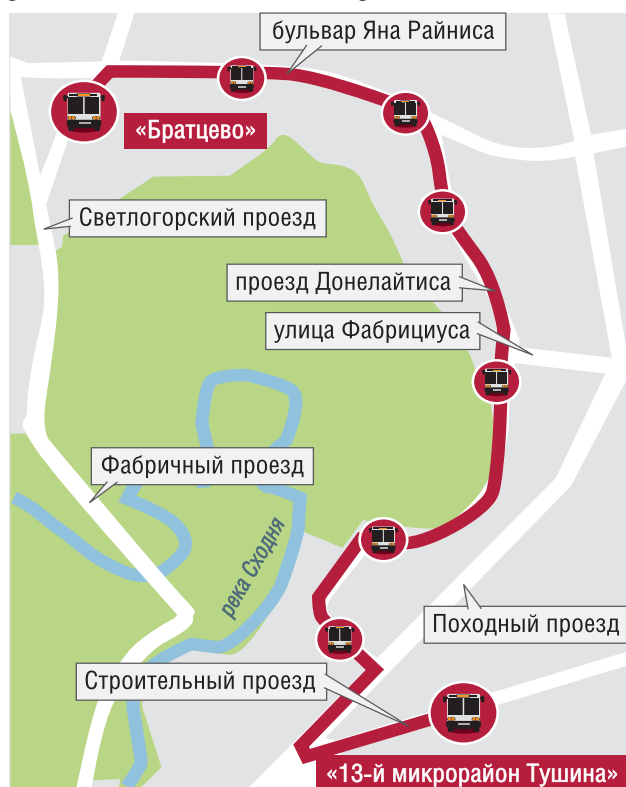 бульвар Яна Райниса
«Братцево»
Светлогорский проезд
проезд Донелайтиса
улица Фабрициуса
Фабричный проезд
река Сходня
Походный проезд
Строительный проезд
«13-й микрорайон Тушина»